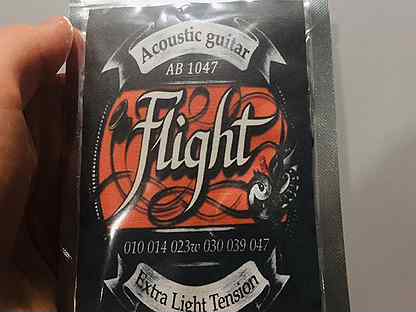 Acoustic guitar
AB 1047
Flight
010 014 023w 030 039 047
Extra Light Tension